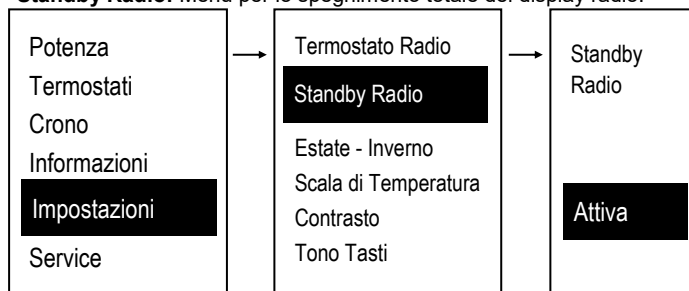 Standby Radio: Menu per lo spegnimento totale del display radio.
Potenza
Termostati
Crono
Informazioni
Impostazioni
Service
Termostato Radio
Standby Radio
Estate - Inverno
Scala di Temperatura
Contrasto
Tono Tasti
Standby
Radio
Attiva